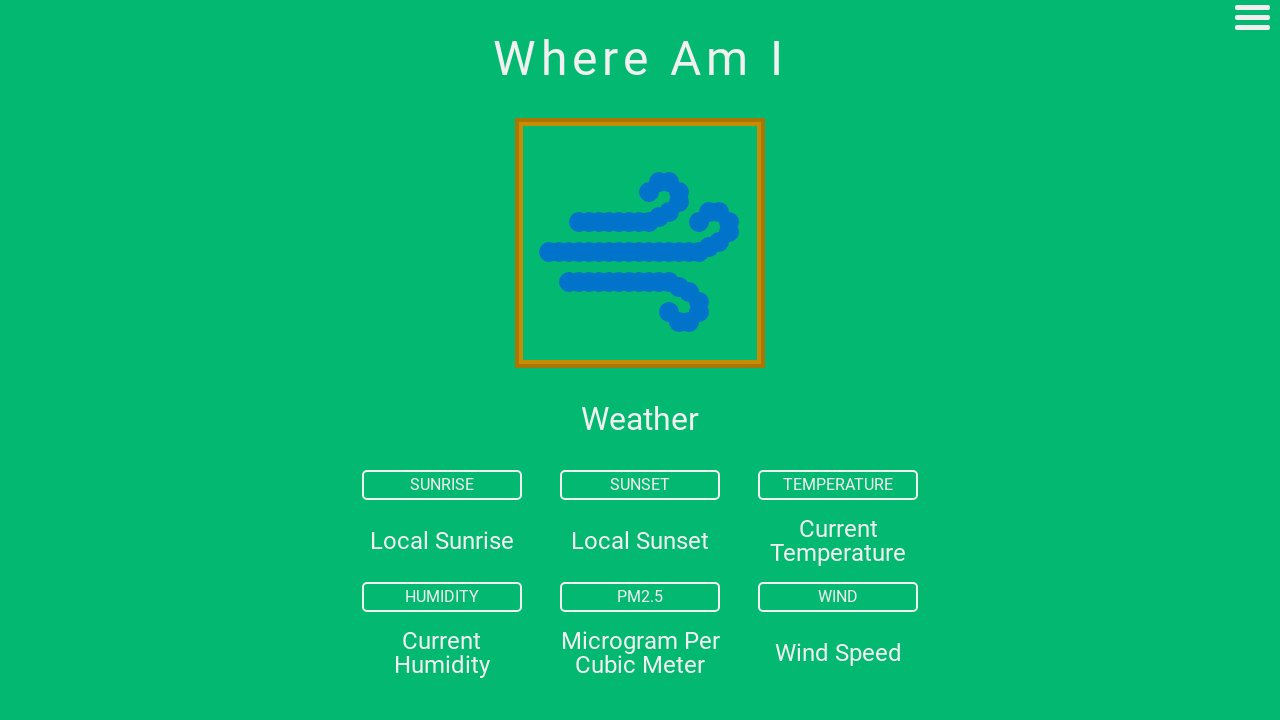 Where Am I
Weather
SUNRISE
SUNSET
TEMPERATURE
Local Sunrise
Local Sunset
Current
Temperature
HUMIDITY
PM2.5
WIND
Current
Humidity
Microgram Per
Cubic Meter
Wind Speed